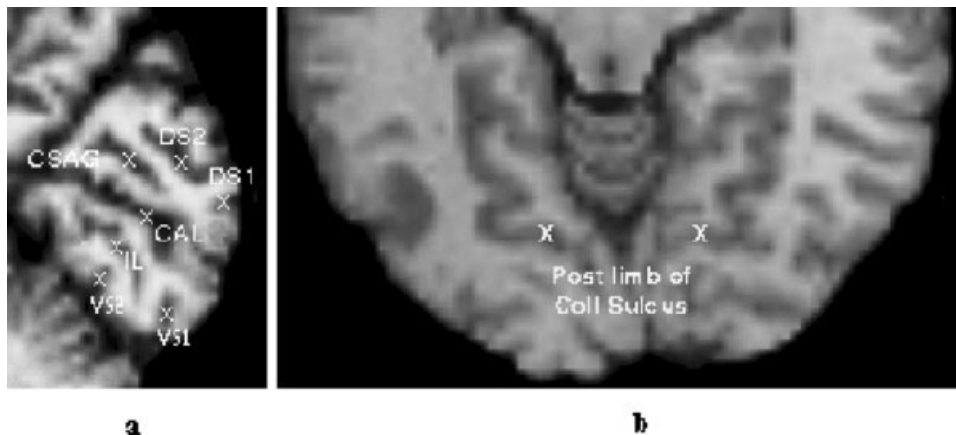 DS2
CSAG
DS1
CAL
IL
VS2
VS1
Post limb of
Coll Sulcus
a
b